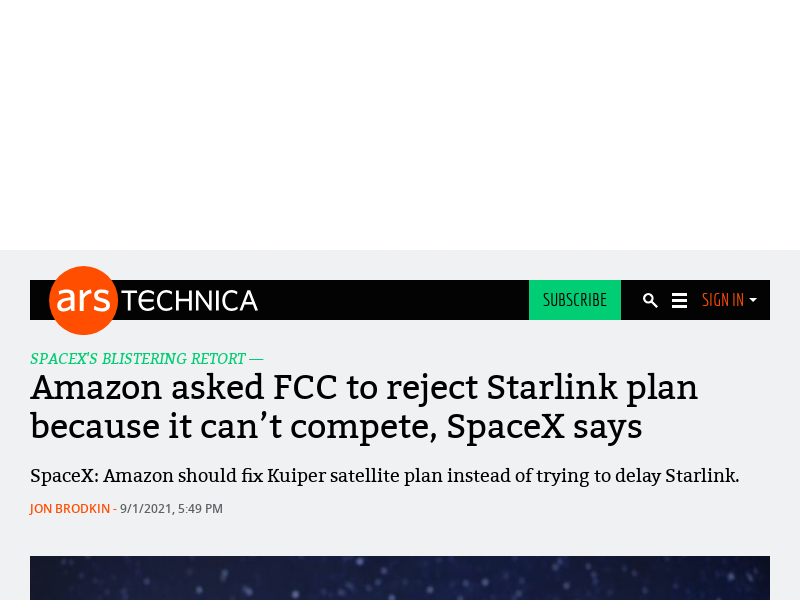 ars TECHNICA SUBSCRIBE SIGN IN
SPACEX'S BLISTERING RETORT —
Amazon asked FCC to reject Starlink plan
because it can’t compete, SpaceX says
SpaceX: Amazon should fix Kuiper satellite plan instead of trying to delay Starlink.
JON BRODKIN - 9/1/2021, 5:49 PM